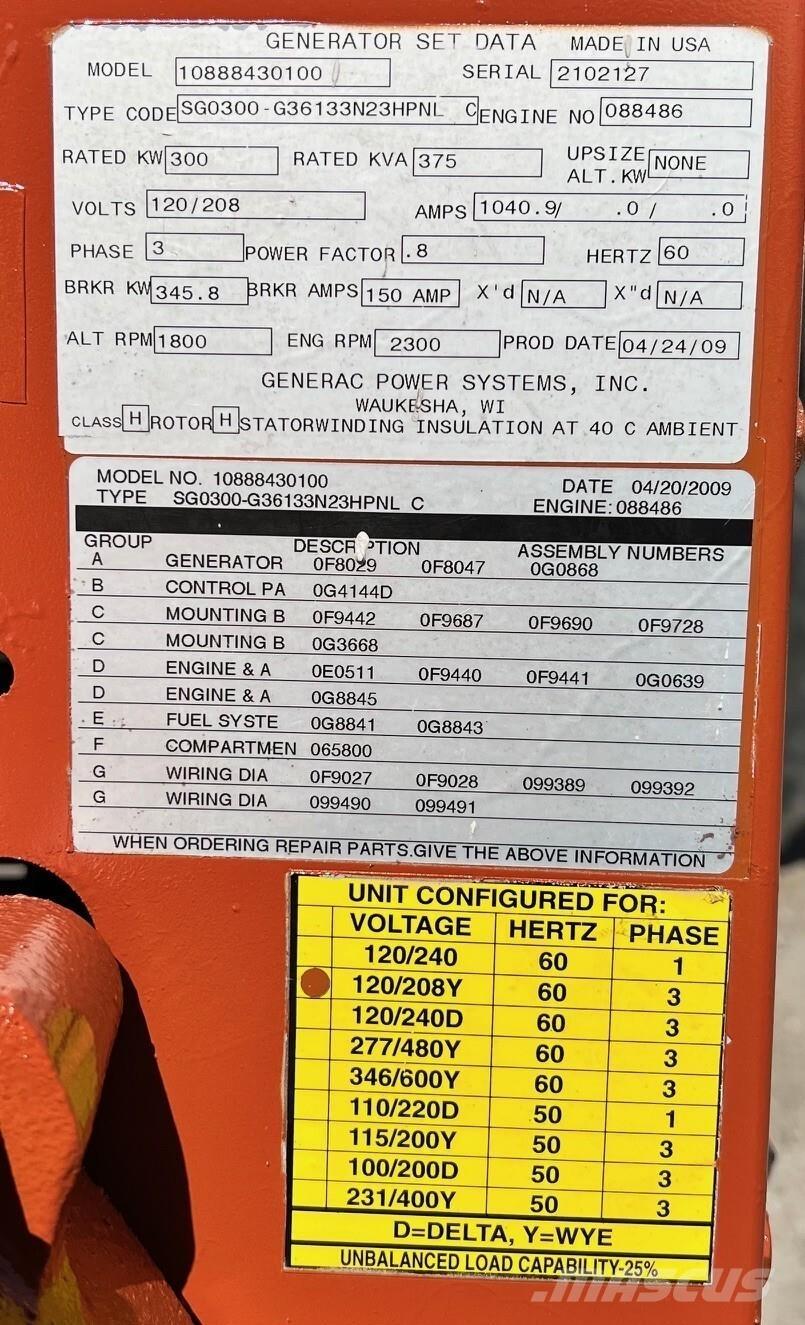 GENERATOR SET DATA MADE IN USA
MODEL 10888430100 SERIAL 2102127
TYPE CODE SG0300-G36133N23HPNL C ENGINE NO 088486
RATED KW 300 RATED KVA 375 UPSIZE ALT.KW NONE
VOLTS 120/208 AMPS 1040.9/ .0 / .0
PHASE 3 POWER FACTOR .8 HERTZ 60
BRKR KW 345.8 BRKR AMPS 150 AMP X'd N/A X"d N/A
ALT RPM 1800 ENG RPM 2300 PROD DATE 04/24/09
GENERAC POWER SYSTEMS, INC.
WAUKESHA, WI
CLASS H ROTOR H STATORWINDING INSULATION AT 40 C AMBIENT
MODEL NO. 10888430100 DATE 04/20/2009
TYPE SG0300-G36133N23HPNL C ENGINE: 088486
GROUP DESCRIPTION ASSEMBLY NUMBERS
A GENERATOR 0F8029 0F8047 0G0868
B CONTROL PA 0G4144D
C MOUNTING B 0F9442 0F9687 0F9690 0F9728
C MOUNTING B 0G3668
D ENGINE & A 0E0511 0F9440 0F9441 0G0639
D ENGINE & A 0G8845
E FUEL SYSTE 0G8841 0G8843
F COMPARTMEN 065800
G WIRING DIA 0F9027 0F9028 099389 099392
G WIRING DIA 099490 099491
WHEN ORDERING REPAIR PARTS.GIVE THE ABOVE INFORMATION
UNIT CONFIGURED FOR:
VOLTAGE HERTZ PHASE
120/240 60 1
120/208Y 60 3
120/240D 60 3
277/480Y 60 3
346/600Y 60 3
110/220D 50 1
115/200Y 50 3
100/200D 50 3
231/400Y 50 3
D=DELTA, Y=WYE
UNBALANCED LOAD CAPABILITY-25%
MASCUS